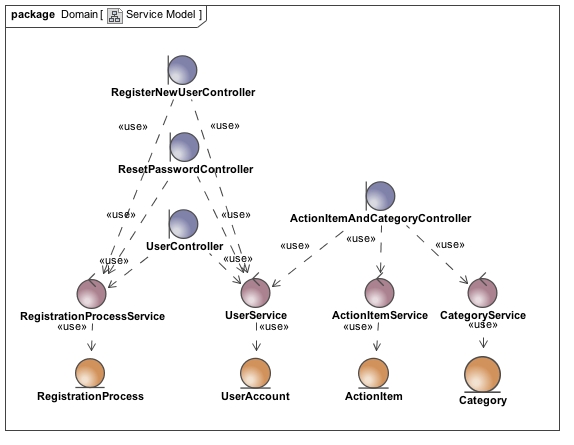 package Domain [ Service Model ]
RegisterNewUserController
«use» «use»
ResetPasswordController
ActionItemAndCategoryController
«use» «use»
UserController
«use» «use» «use»
«use» «use»
RegistrationProcessService UserService ActionItemService CategoryService
«use» «use» «use» «use»
RegistrationProcess UserAccount ActionItem Category